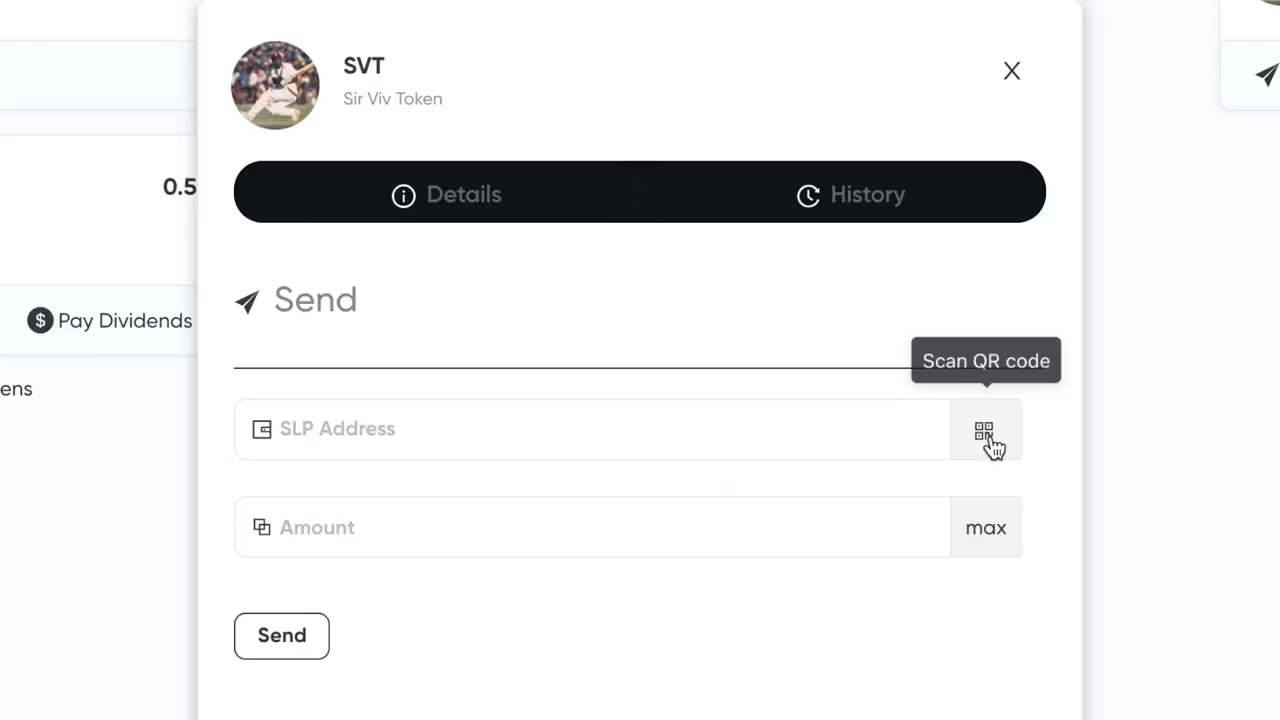 SVT
Sir Viv Token
X
Details
History
0.5
Send
Pay Dividends
Scan QR code
ens
SLP Address
Amount
max
Send